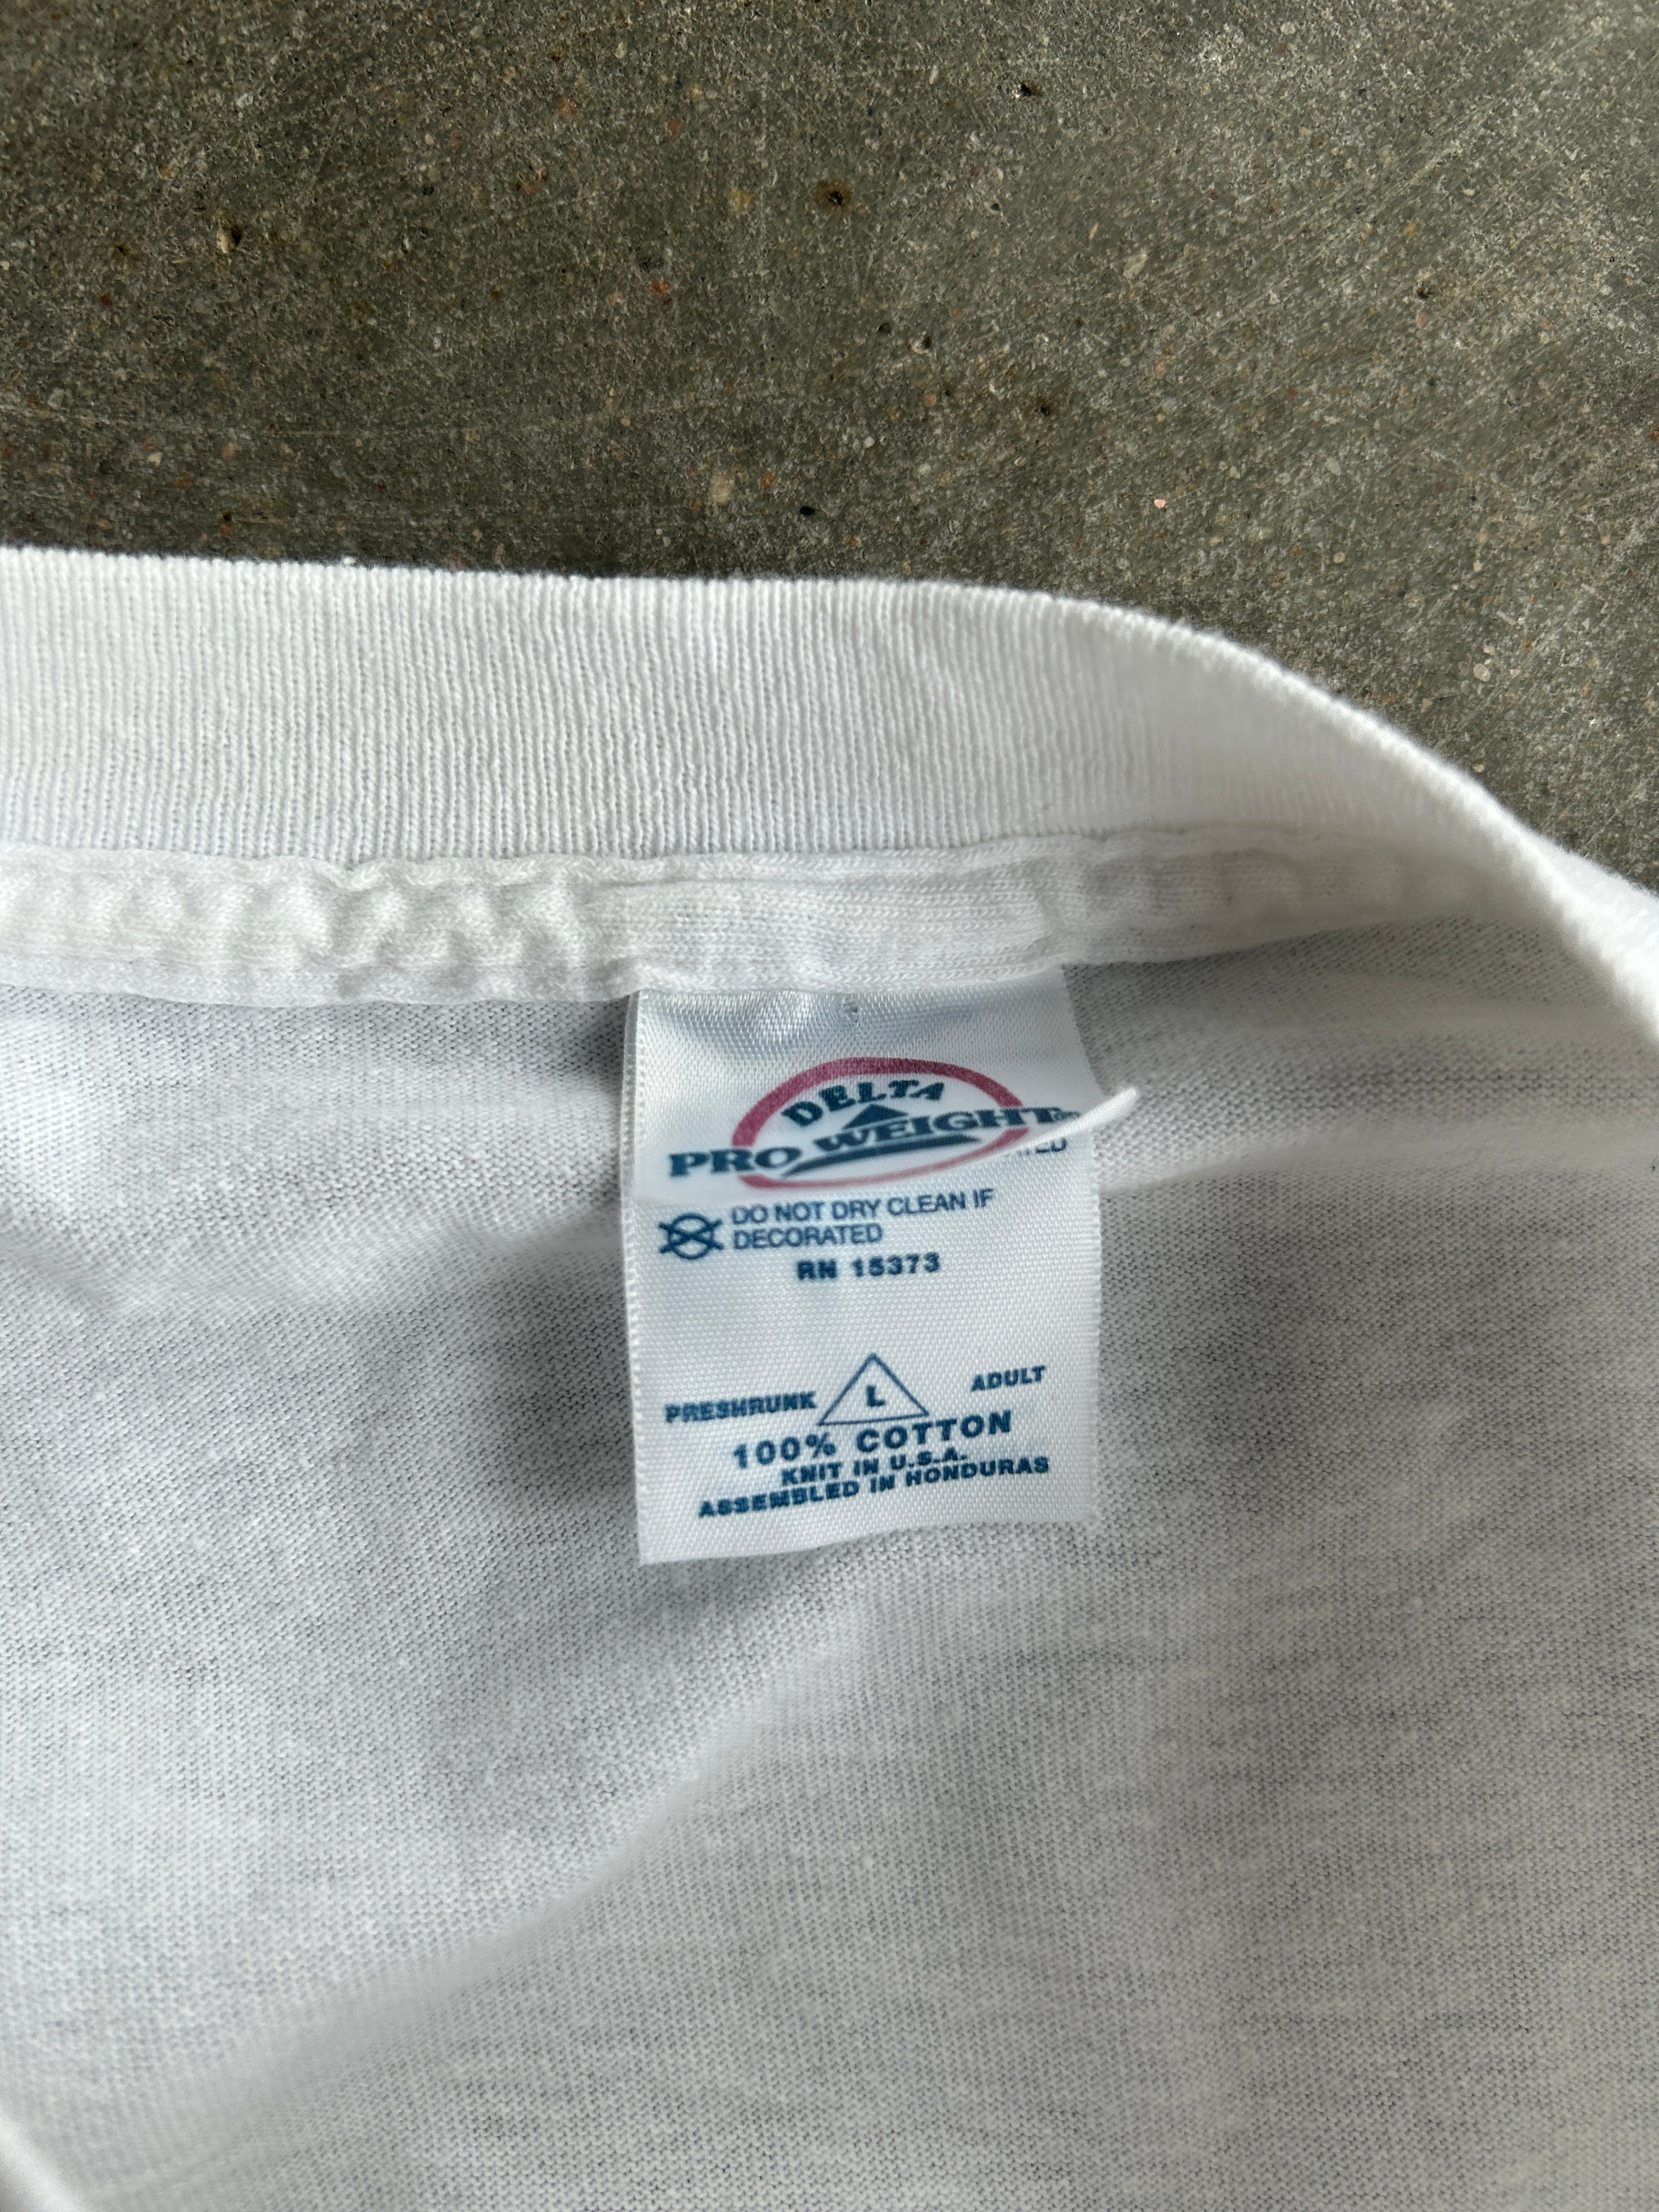 DELTA
PRO WEIGHT
DO NOT DRY CLEAN IF
DECORATED
RN 15373
PRESHRUNK L ADULT
100% COTTON
KNIT IN U.S.A.
ASSEMBLED IN HONDURAS